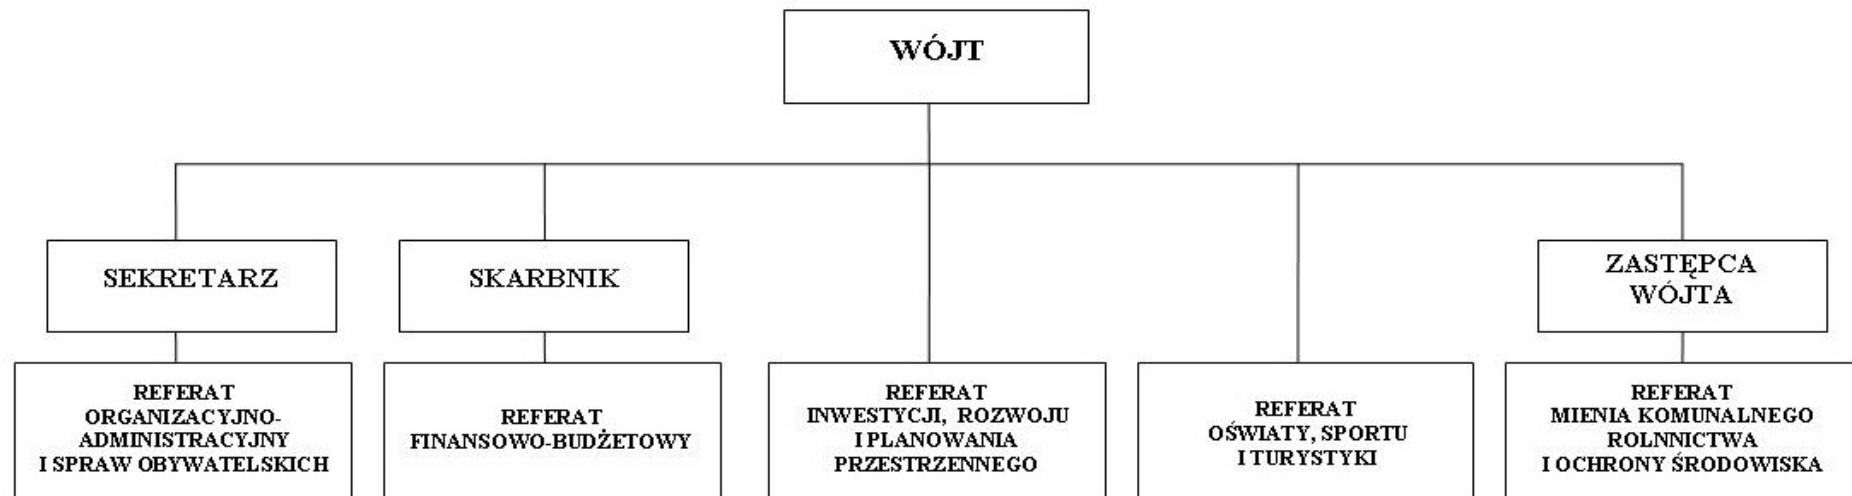 WÓJT
SEKRETARZ
SKARBNIK
ZASTĘPCA
WÓJTA
REFERAT
ORGANIZACYJNO-
ADMINISTRACYJNY
I SPRAW OBYWATELSKICH
REFERAT
FINANSOWO-BUDŻETOWY
REFERAT
INWESTYCJI, ROZWOJU
I PLANOWANIA
PRZESTRZENNEGO
REFERAT
OŚWIATY, SPORTU
I TURYSTYKI
REFERAT
MIENIA KOMUNALNEGO
ROLNNICTWA
I OCHRONY ŚRODOWISKA